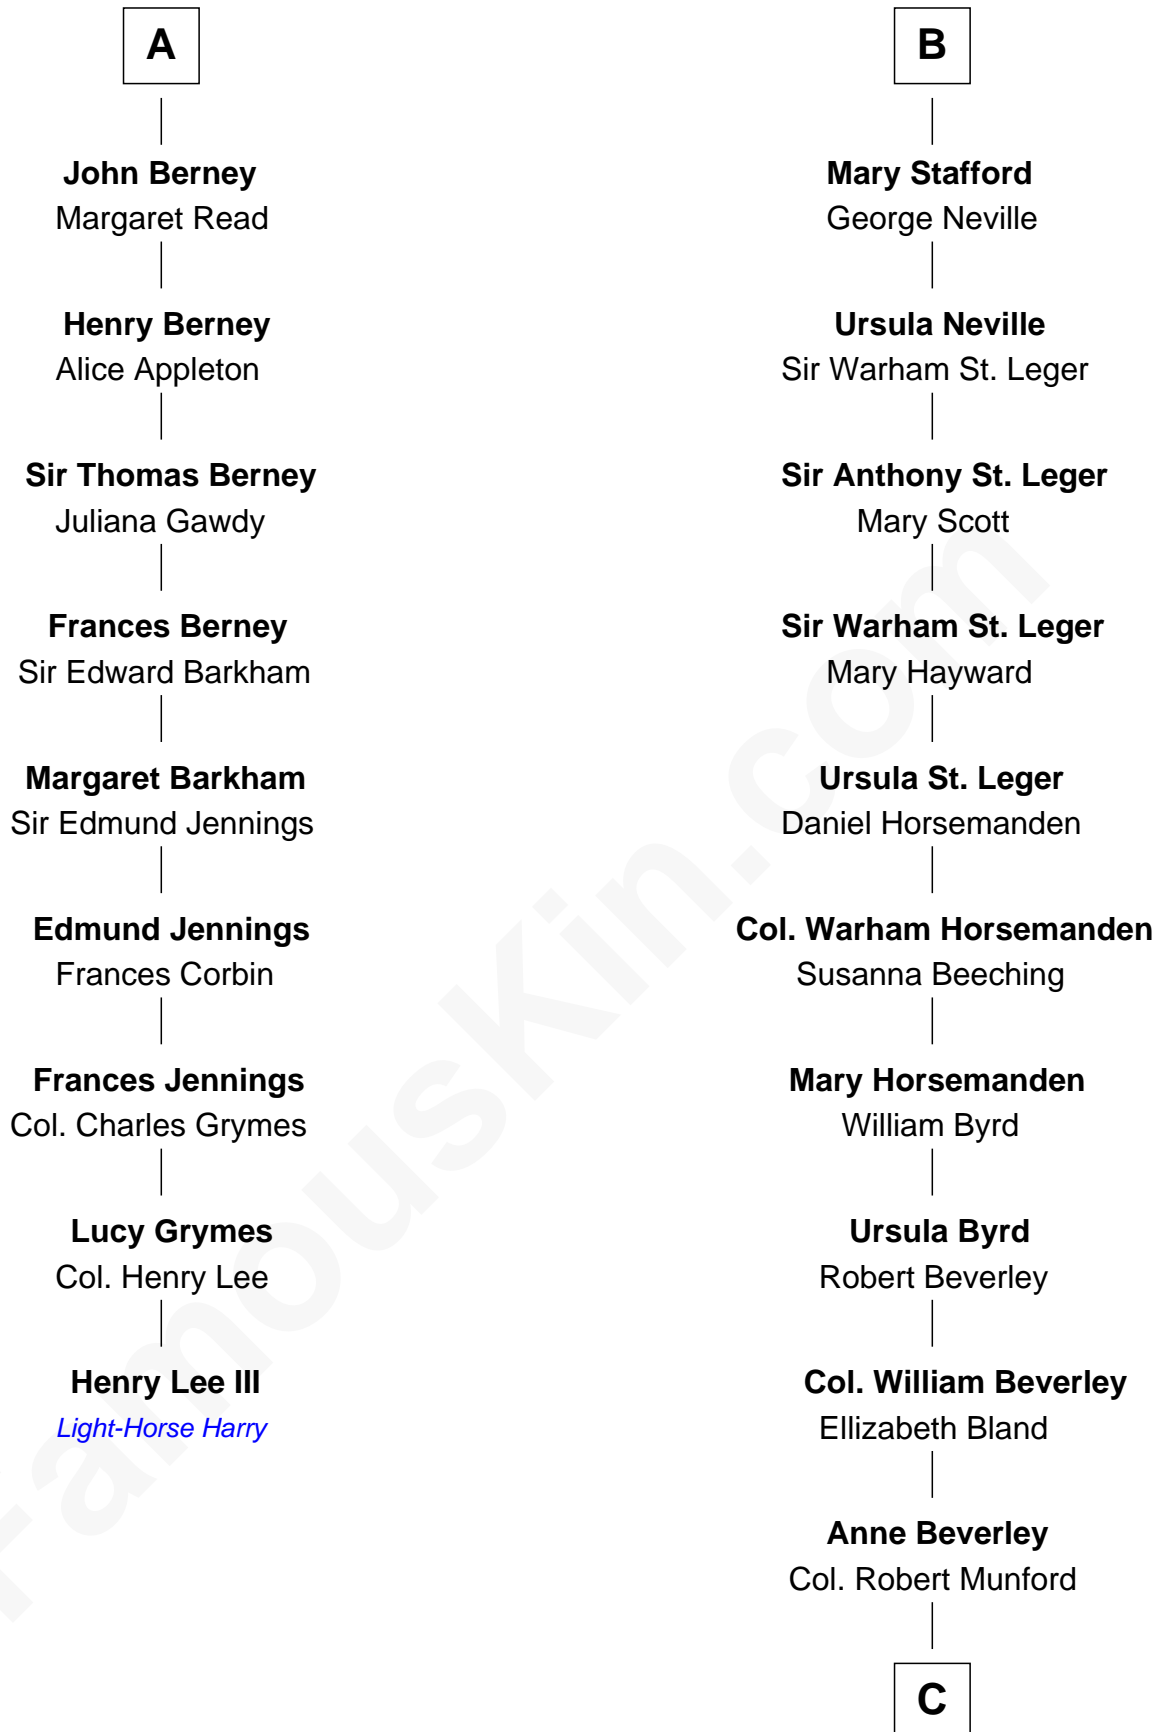 A
John Berney
Margaret Read
Henry Berney
Alice Appleton
Sir Thomas Berney
Juliana Gawdy
Frances Berney
Sir Edward Barkham
Margaret Barkham
Sir Edmund Jennings
Edmund Jennings
Frances Corbin
Frances Jennings
Col. Charles Grymes
Lucy Grymes
Col. Henry Lee
Henry Lee III
Light-Horse Harry
B
Mary Stafford
George Neville
Ursula Neville
Sir Warham St. Leger
Sir Anthony St. Leger
Mary Scott
Sir Warham St. Leger
Mary Hayward
Ursula St. Leger
Daniel Horsemanden
Col. Warham Horsemanden
Susanna Beeching
Mary Horsemanden
William Byrd
Ursula Byrd
Robert Beverley
Col. William Beverley
Ellizabeth Bland
Anne Beverley
Col. Robert Munford
C
FamousKin.com